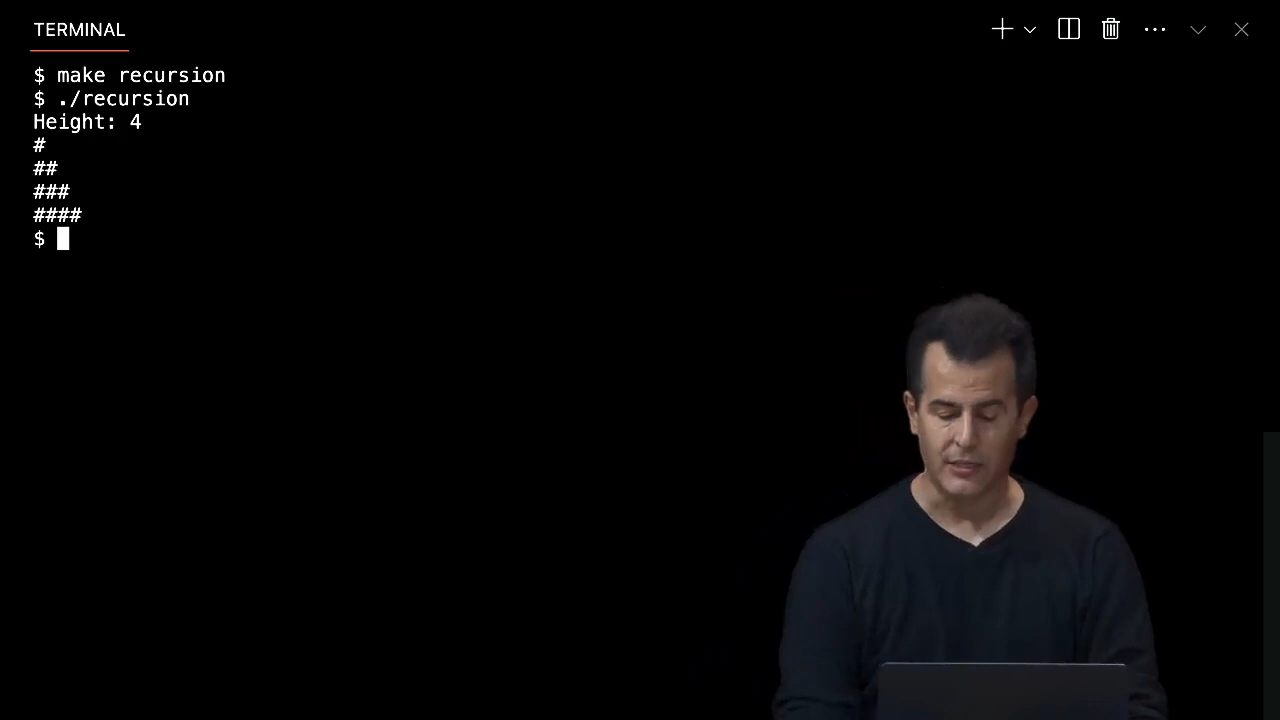 TERMINAL
$ make recursion
$ ./recursion
Height: 4
#
##
###
####
$